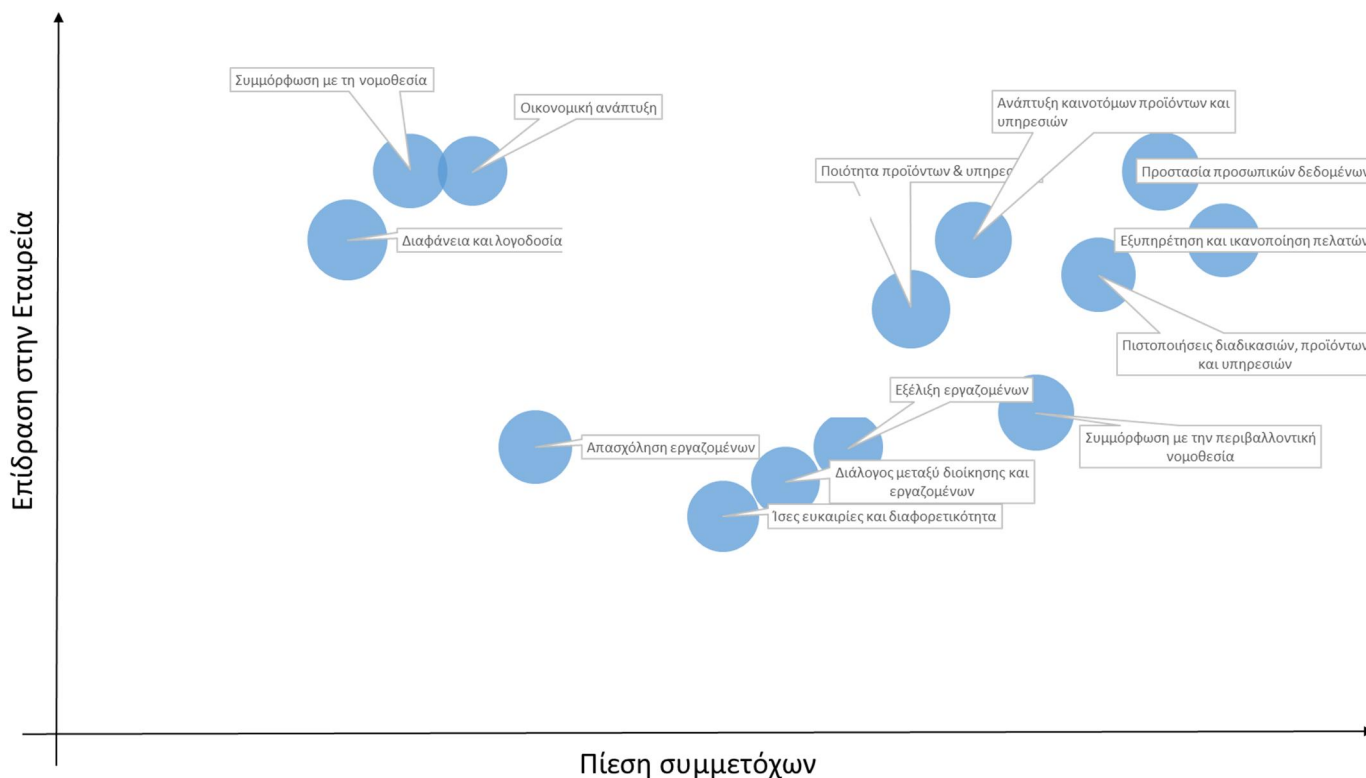 Συμμόρφωση με τη νομοθεσία
Οικονομική ανάπτυξη
Ανάπτυξη καινοτόμων προϊόντων και
υπηρεσιών
Ποιότητα προϊόντων &
Προστασία προσωπικών δεδομένων
Διαφάνεια και λογοδοσία
Εξυπηρέτηση και ικανοποίηση πελατών
Πιστοποιήσεις διαδικασιών, προϊόντων
και υπηρεσιών
Εξέλιξη εργαζομένων
Απασχόληση εργαζομένων
Συμμόρφωση με την περιβαλλοντική
νομοθεσία
Διάλογος μεταξύ διοίκησης και
εργαζομένων
Ίσες ευκαιρίες και διαφορετικότητα
Επίδραση στην Εταιρεία
Πίεση συμμετόχων